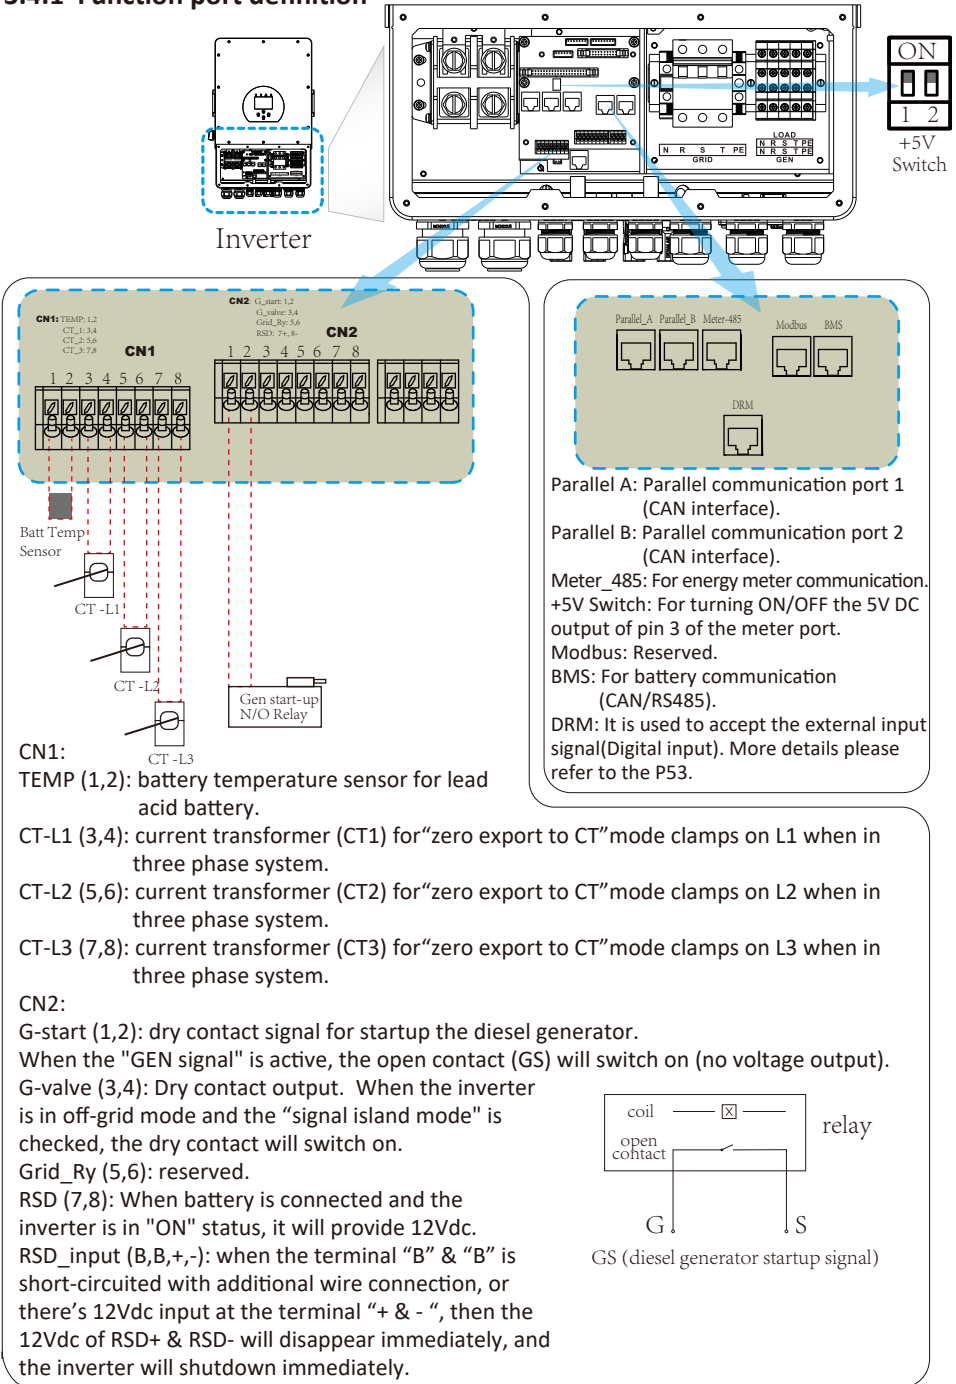 3.4.1 Function port definition
ON
1 2
+5V
Switch
LOAD
N R S T PE
N R S T PE
GRID
N R S T PE
GEN
Inverter
CN1: TEMP: 1,2
CT_1: 3,4
CT_2: 5,6
CT_3: 7,8
CN1
1 2 3 4 5 6 7 8
CN2: G_start: 1,2
G_valve: 3,4
Grid_Ry: 5,6
RSD: 7+, 8-
CN2
1 2 3 4 5 6 7 8
Batt Temp
Sensor
CT -L1
CT -L2
CT -L3
Gen start-up
N/O Relay
Parallel_A Parallel_B Meter-485 Modbus BMS
DRM
Parallel A: Parallel communication port 1
(CAN interface).
Parallel B: Parallel communication port 2
(CAN interface).
Meter_485: For energy meter communication.
+5V Switch: For turning ON/OFF the 5V DC
output of pin 3 of the meter port.
Modbus: Reserved.
BMS: For battery communication
(CAN/RS485).
DRM: It is used to accept the external input
signal(Digital input). More details please
refer to the P53.
CN1:
TEMP (1,2): battery temperature sensor for lead
acid battery.
CT-L1 (3,4): current transformer (CT1) for“zero export to CT”mode clamps on L1 when in
three phase system.
CT-L2 (5,6): current transformer (CT2) for“zero export to CT”mode clamps on L2 when in
three phase system.
CT-L3 (7,8): current transformer (CT3) for“zero export to CT”mode clamps on L3 when in
three phase system.
CN2:
G-start (1,2): dry contact signal for startup the diesel generator.
When the "GEN signal" is active, the open contact (GS) will switch on (no voltage output).
G-valve (3,4): Dry contact output. When the inverter
is in off-grid mode and the “signal island mode" is
checked, the dry contact will switch on.
Grid_Ry (5,6): reserved.
RSD (7,8): When battery is connected and the
inverter is in "ON" status, it will provide 12Vdc.
RSD_input (B,B,+,-): when the terminal “B” & “B” is
short-circuited with additional wire connection, or
there’s 12Vdc input at the terminal “+ & - “, then the
12Vdc of RSD+ & RSD- will disappear immediately, and
the inverter will shutdown immediately.
coil
open
contact
relay
G S
GS (diesel generator startup signal)